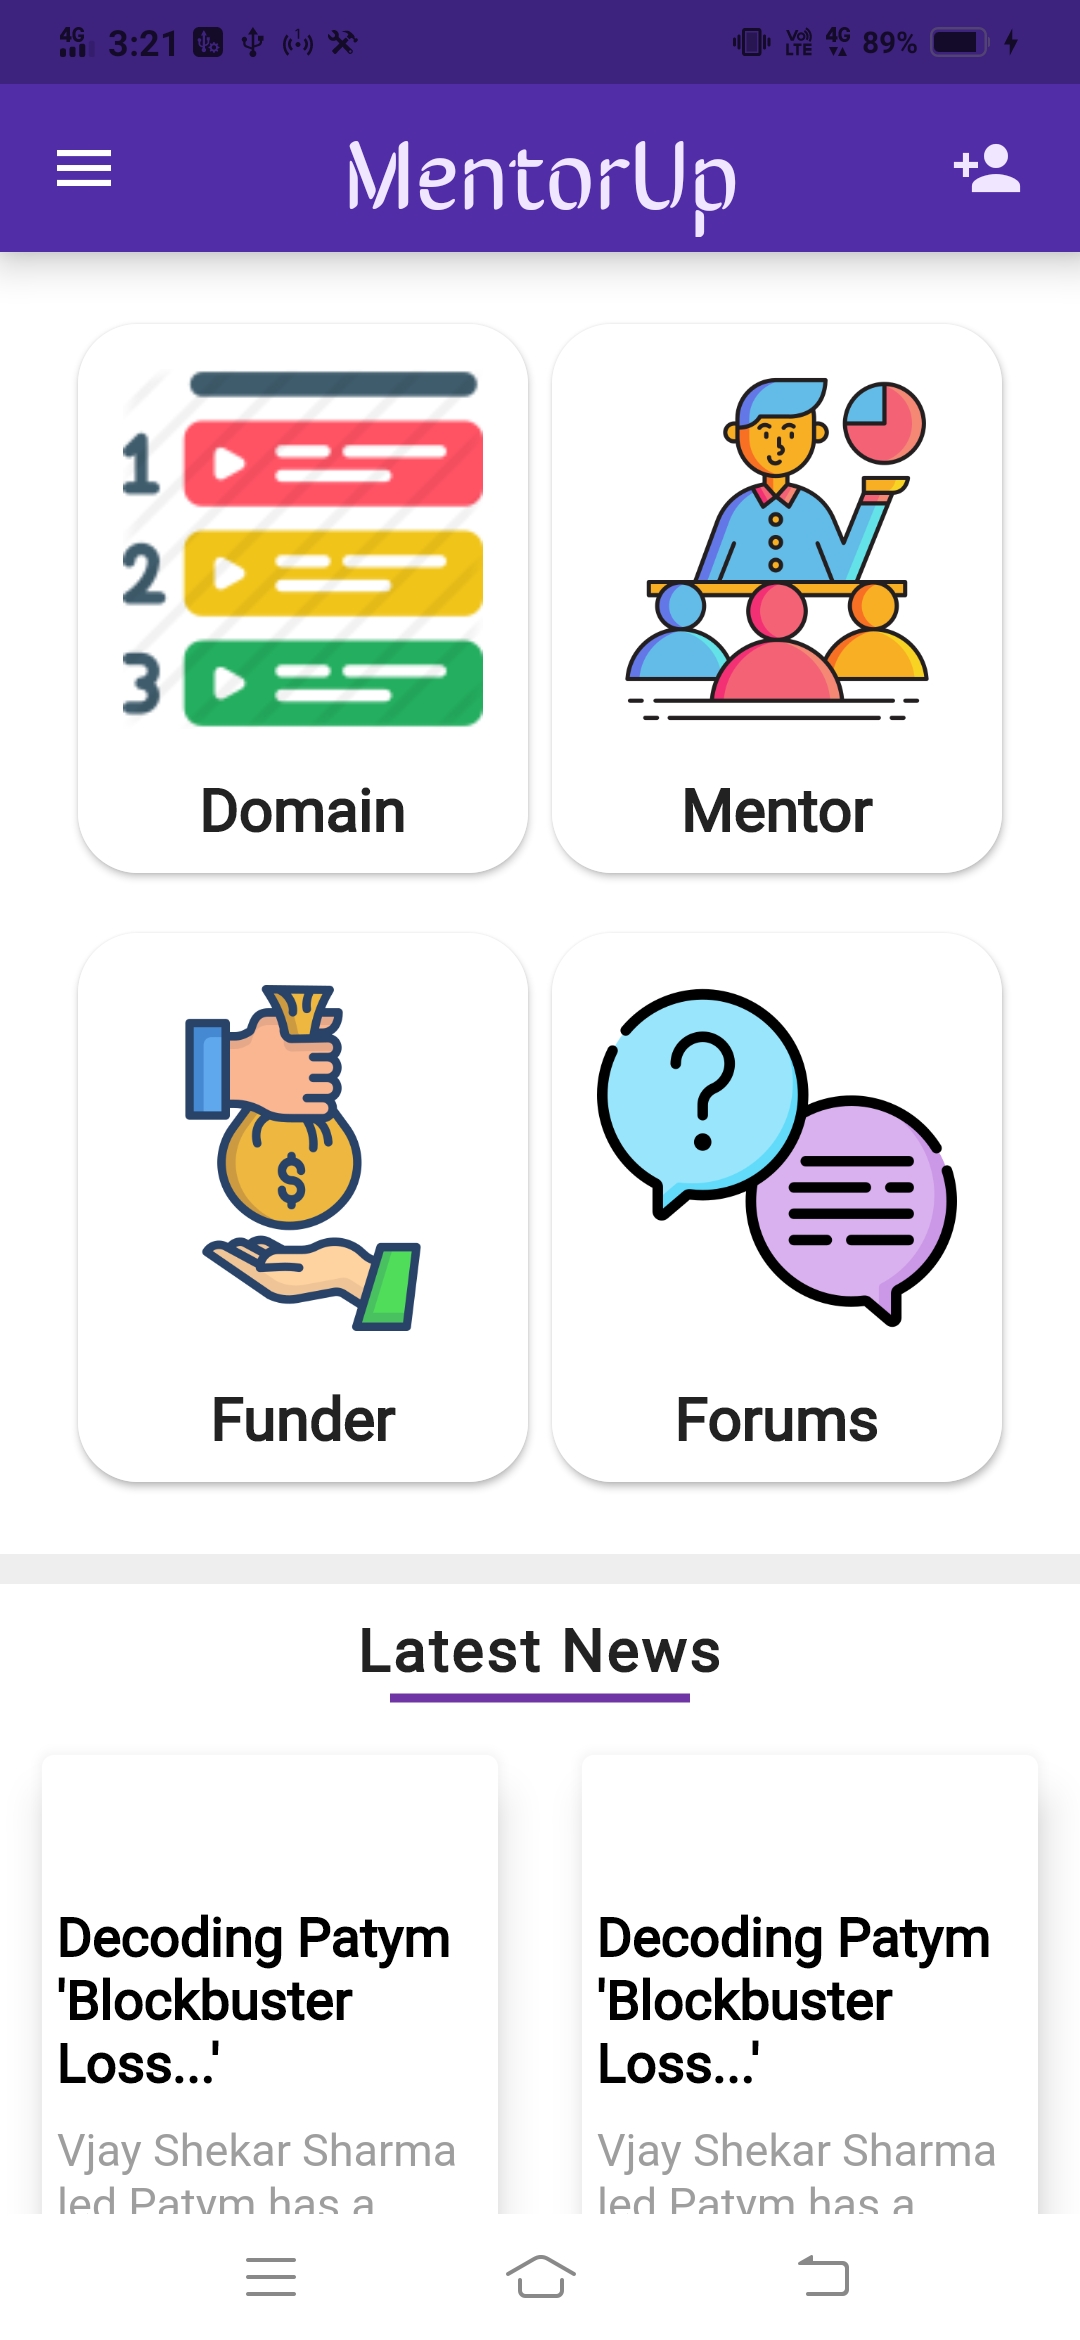 4G 3:21 Vo) LTE 4G 89%
MentorUp
1
2
3
Domain
Mentor
$
?
Funder
Forums
Latest News
Decoding Patym
'Blockbuster
Loss...'
Vjay Shekar Sharma
led Patym has a
Decoding Patym
'Blockbuster
Loss...'
Vjay Shekar Sharma
led Patym has a